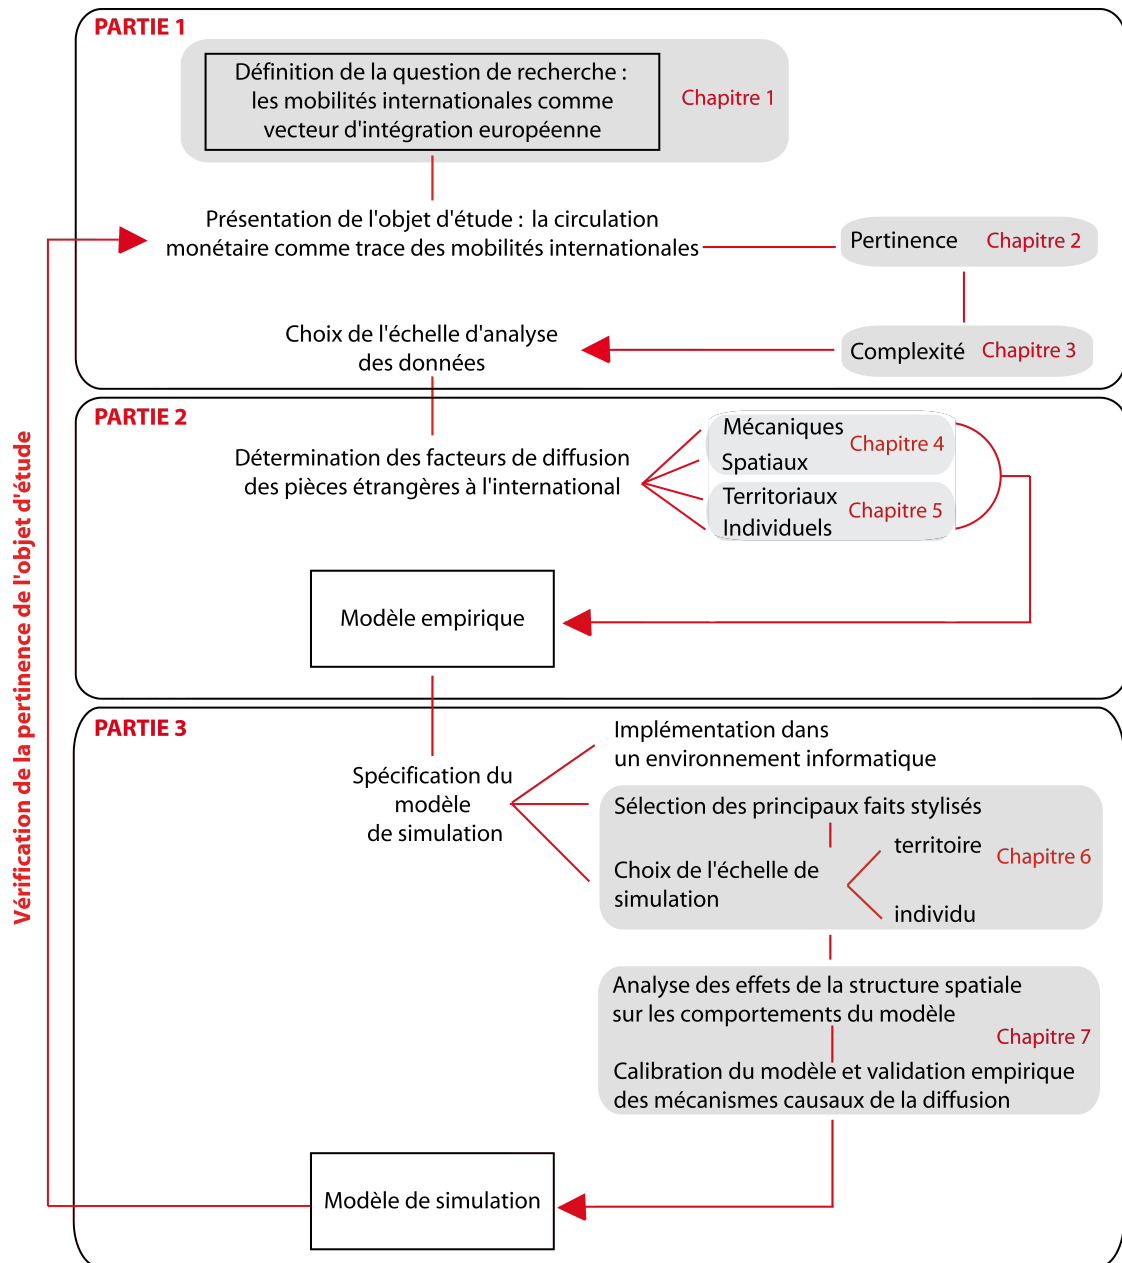 PARTIE 1
Définition de la question de recherche :
les mobilités internationales comme
vecteur d'intégration européenne
Chapitre 1
Présentation de l'objet d'étude : la circulation
monétaire comme trace des mobilités internationales
Pertinence
Chapitre 2
Choix de l'échelle d'analyse
des données
Complexité
Chapitre 3
PARTIE 2
Détermination des facteurs de diffusion
des pièces étrangères à l'international
Mécaniques
Spatiaux
Chapitre 4
Territoriaux
Individuels
Chapitre 5
Modèle empirique
PARTIE 3
Spécification du
modèle
de simulation
Implémentation dans
un environnement informatique
Sélection des principaux faits stylisés
Choix de l'échelle de
simulation
territoire
individu
Chapitre 6
Analyse des effets de la structure spatiale
sur les comportements du modèle
Chapitre 7
Calibration du modèle et validation empirique
des mécanismes causaux de la diffusion
Modèle de simulation
Vérification de la pertinence de l'objet d'étude